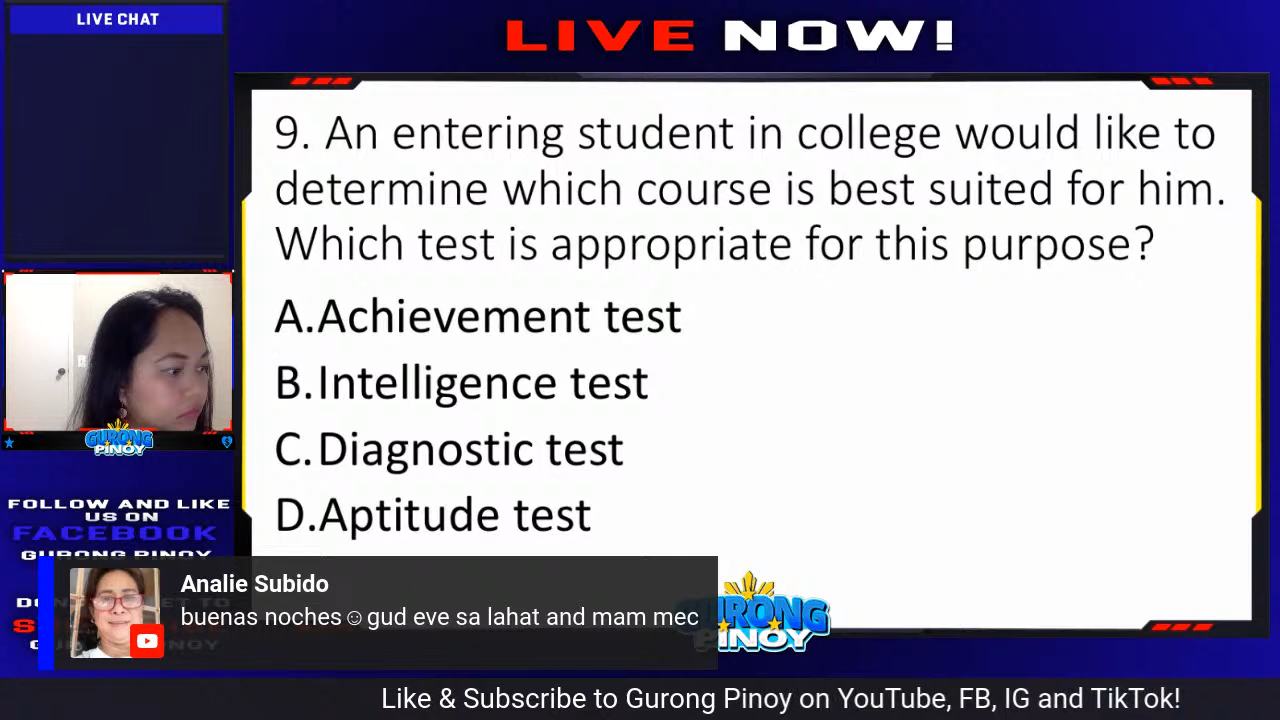 LIVE CHAT
LIVE NOW!
9. An entering student in college would like to
determine which course is best suited for him.
Which test is appropriate for this purpose?
A.Achievement test
B.Intelligence test
C.Diagnostic test
D.Aptitude test
GURONG
PINOY
FOLLOW AND LIKE
US ON
FACEBOOK
GURONG PINOY
Analie Subido
buenas noches☺gud eve sa lahat and mam mec
PINOY
Like & Subscribe to Gurong Pinoy on YouTube, FB, IG and TikTok!